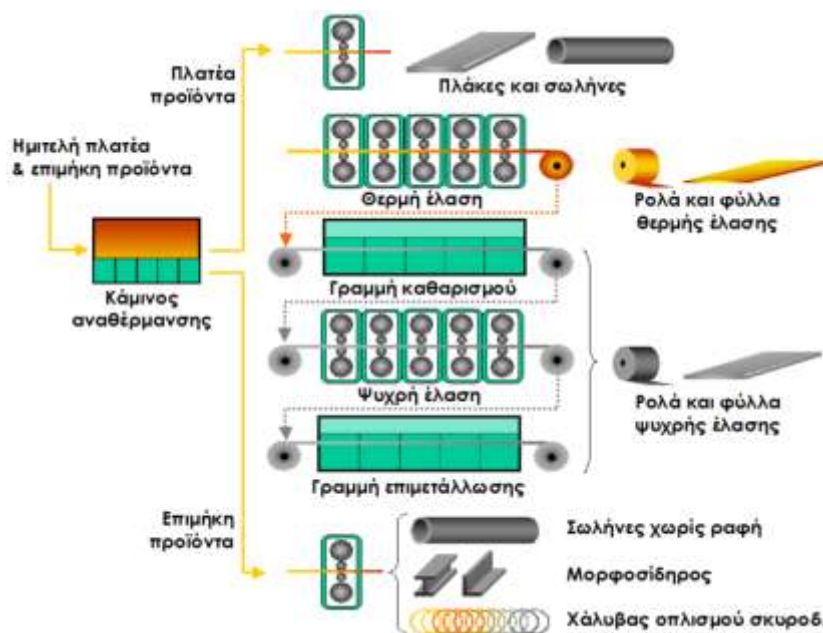 Πλατέα
προϊόντα
Πλάκες και σωλήνες
Ημιτελή πλατέα
& επιμήκη προϊόντα
Θερμή έλαση
Ρολά και φύλλα
θερμής έλασης
Κάμινος
αναθέρμανσης
Γραμμή καθαρισμού
Ψυχρή έλαση
Ρολά και φύλλα
ψυχρής έλασης
Γραμμή επιμετάλλωσης
Επιμήκη
προϊόντα
Σωλήνες χωρίς ραφή
Μορφοσίδηρος
Χάλυβας οπλισμού σκυροδ